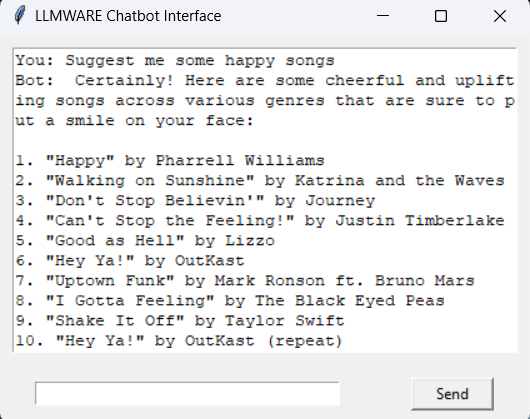 LLMWARE Chatbot Interface
You: Suggest me some happy songs
Bot:  Certainly! Here are some cheerful and uplift
ing songs across various genres that are sure to p
ut a smile on your face:
1. "Happy" by Pharrell Williams
2. "Walking on Sunshine" by Katrina and the Waves
3. "Don't Stop Believin'" by Journey
4. "Can't Stop the Feeling!" by Justin Timberlake
5. "Good as Hell" by Lizzo
6. "Hey Ya!" by OutKast
7. "Uptown Funk" by Mark Ronson ft. Bruno Mars
8. "I Gotta Feeling" by The Black Eyed Peas
9. "Shake It Off" by Taylor Swift
10. "Hey Ya!" by OutKast (repeat)
Send